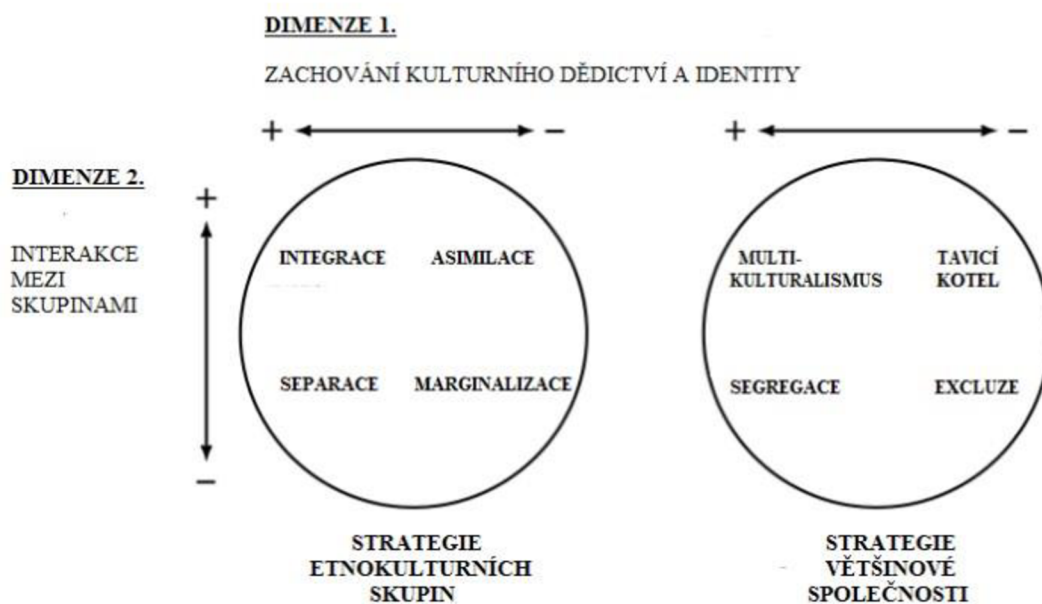 DIMENZE 1.
ZACHOVÁNÍ KULTURNÍHO DĚDICTVÍ A IDENTITY
+ −
+ −
DIMENZE 2.
+
INTERAKCE
MEZI
SKUPINAMI
−
INTEGRACE ASIMILACE
SEPARACE MARGINALIZACE
MULTI-
KULTURALISMUS
TAVICÍ
KOTEL
SEGREGACE EXCLUZE
STRATEGIE
ETNOKULTURNÍCH
SKUPIN
STRATEGIE
VĚTŠINOVÉ
SPOLEČNOSTI